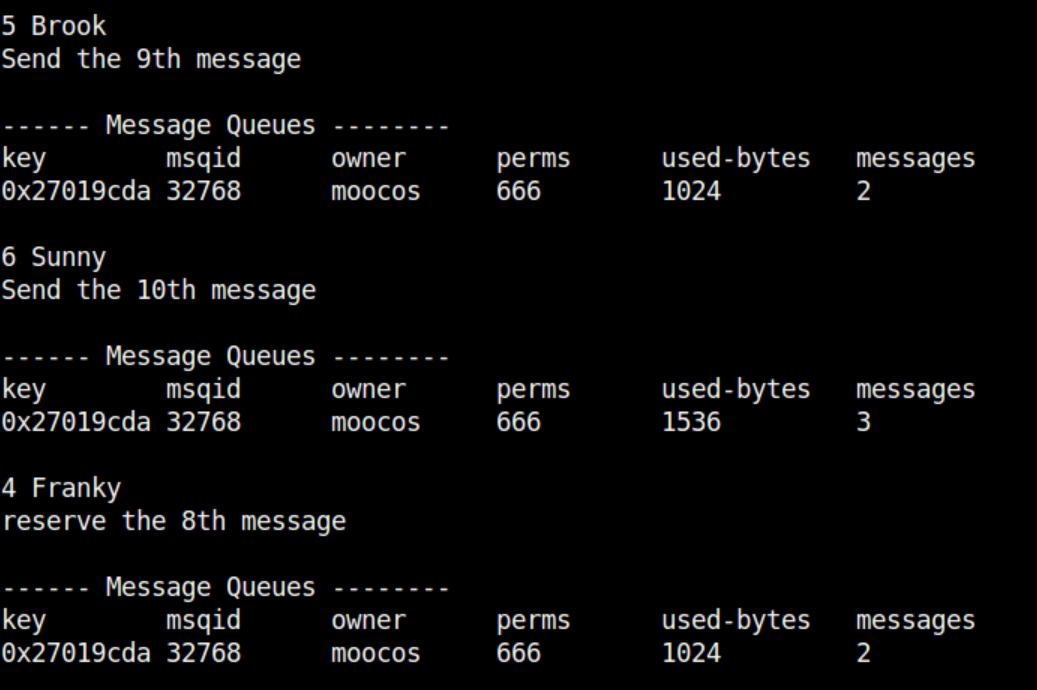 5 Brook
Send the 9th message
------ Message Queues --------
key        msqid      owner      perms      used-bytes   messages
0x27019cda 32768      moocos     666        1024         2
6 Sunny
Send the 10th message
------ Message Queues --------
key        msqid      owner      perms      used-bytes   messages
0x27019cda 32768      moocos     666        1536         3
4 Franky
reserve the 8th message
------ Message Queues --------
key        msqid      owner      perms      used-bytes   messages
0x27019cda 32768      moocos     666        1024         2